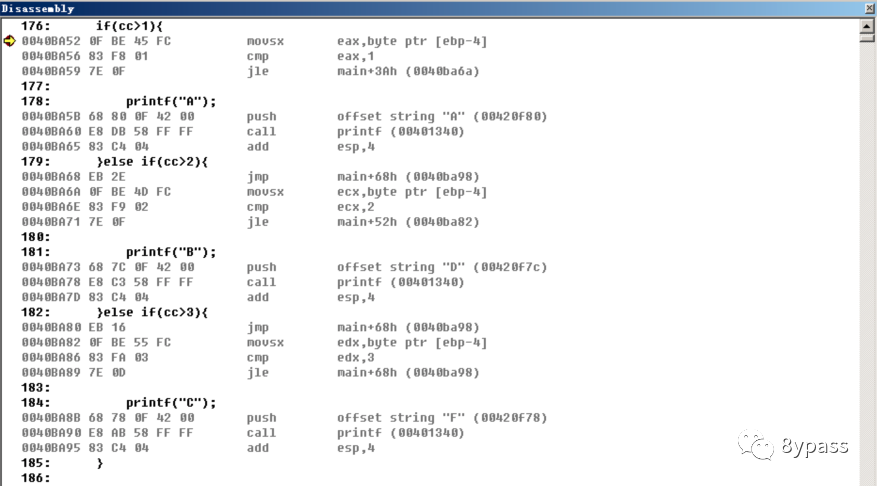 Disassembly
176: if(cc>1){
0040BA52 0F BE 45 FC movsx eax,byte ptr [ebp-4]
0040BA56 83 F8 01 cmp eax,1
0040BA59 7E 0F jle main+3Ah (0040ba6a)
177:
178: printf("A");
0040BA5B 68 80 0F 42 00 push offset string "A" (00420f80)
0040BA60 E8 DB 58 FF FF call printf (00401340)
0040BA65 83 C4 04 add esp,4
179: }else if(cc>2){
0040BA68 EB 2E jmp main+68h (0040ba98)
0040BA6A 0F BE 4D FC movsx ecx,byte ptr [ebp-4]
0040BA6E 83 F9 02 cmp ecx,2
0040BA71 7E 0F jle main+52h (0040ba82)
180:
181: printf("B");
0040BA73 68 7C 0F 42 00 push offset string "D" (00420f7c)
0040BA78 E8 C3 58 FF FF call printf (00401340)
0040BA7D 83 C4 04 add esp,4
182: }else if(cc>3){
0040BA80 EB 16 jmp main+68h (0040ba98)
0040BA82 0F BE 55 FC movsx edx,byte ptr [ebp-4]
0040BA86 83 FA 03 cmp edx,3
0040BA89 7E 0D jle main+68h (0040ba98)
183:
184: printf("C");
0040BA8B 68 78 0F 42 00 push offset string "F" (00420f78)
0040BA90 E8 AB 58 FF FF call printf (00401340)
0040BA95 83 C4 04 add esp,4
185: }
186:
8ypass